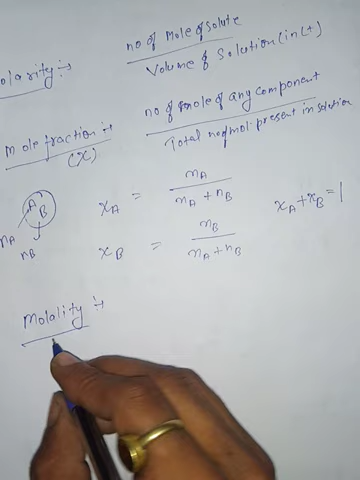 olarity :- no of Mole of Solute
Volume of Solution (in Lt)
Mole fraction :- no of mole of any component
(X) Total no of mol present in solution
A B
nA
nB
xA = nA
nA + nB
xA + xB = 1
xB = nB
nA + nB
Molality :-